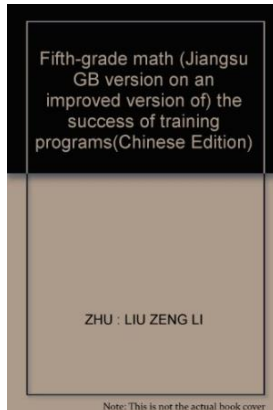 Fifth-grade math (Jiangsu
GB version on an
improved version of) the
success of training
programs(Chinese Edition)
ZHU : LIU ZENG LI
Note: This is not the actual book cover